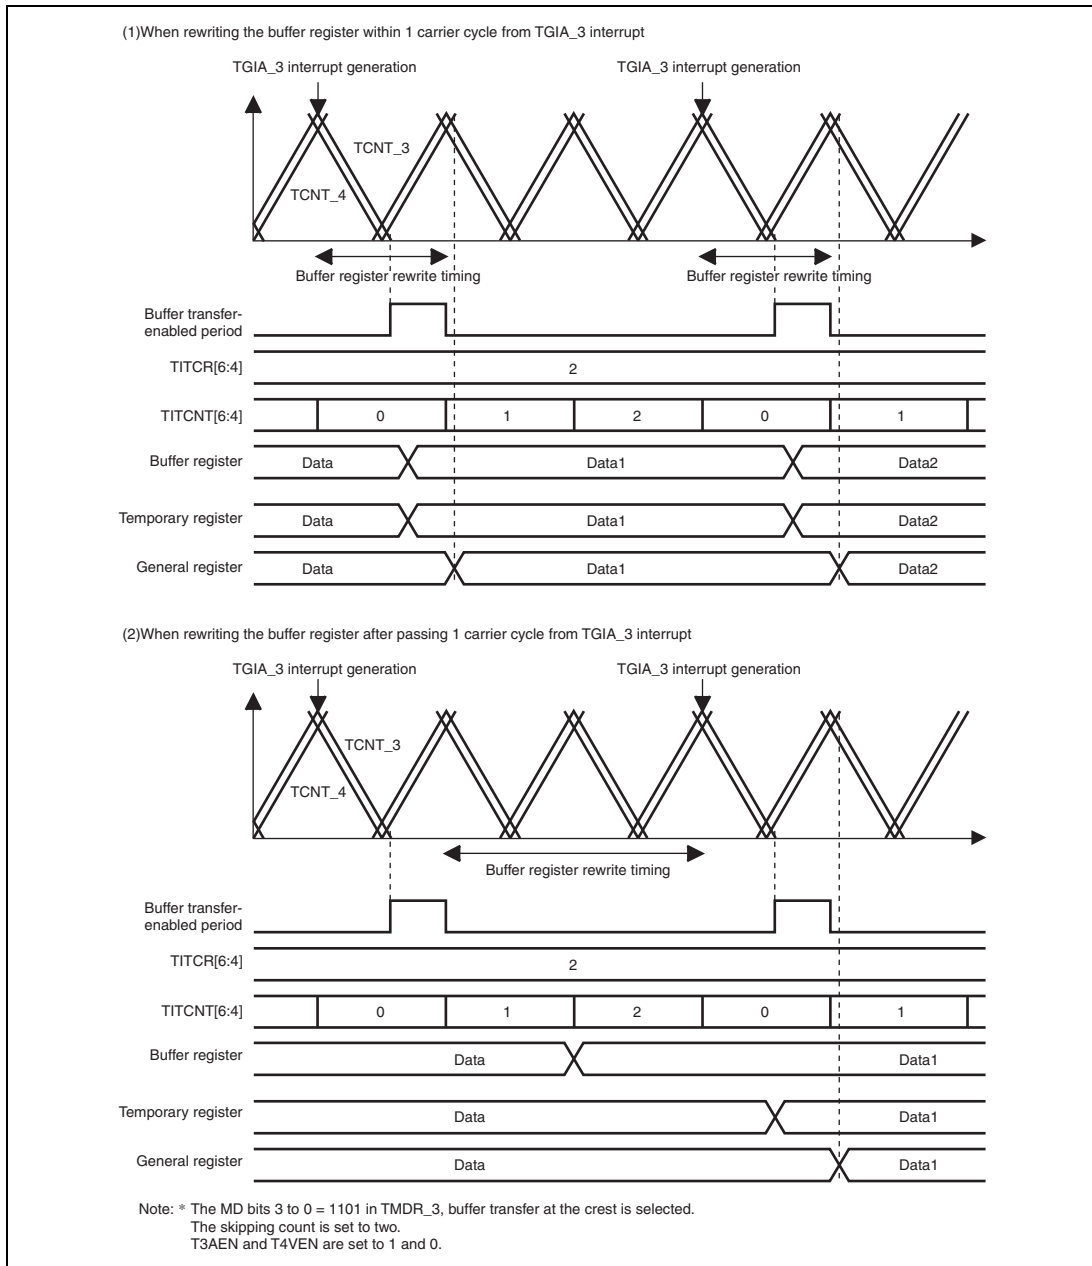 (1)When rewriting the buffer register within 1 carrier cycle from TGIA_3 interrupt
TGIA_3 interrupt generation TGIA_3 interrupt generation
TCNT_3
TCNT_4
Buffer register rewrite timing Buffer register rewrite timing
Buffer transfer-
enabled period
TITCR[6:4] 2
TITCNT[6:4] 0 1 2 0 1
Buffer register Data Data1 Data2
Temporary register Data Data1 Data2
General register Data Data1 Data2
(2)When rewriting the buffer register after passing 1 carrier cycle from TGIA_3 interrupt
TGIA_3 interrupt generation TGIA_3 interrupt generation
TCNT_3
TCNT_4
Buffer register rewrite timing
Buffer transfer-
enabled period
TITCR[6:4] 2
TITCNT[6:4] 0 1 2 0 1
Buffer register Data Data1
Temporary register Data Data1
General register Data Data1
Note: * The MD bits 3 to 0 = 1101 in TMDR_3, buffer transfer at the crest is selected.
The skipping count is set to two.
T3AEN and T4VEN are set to 1 and 0.